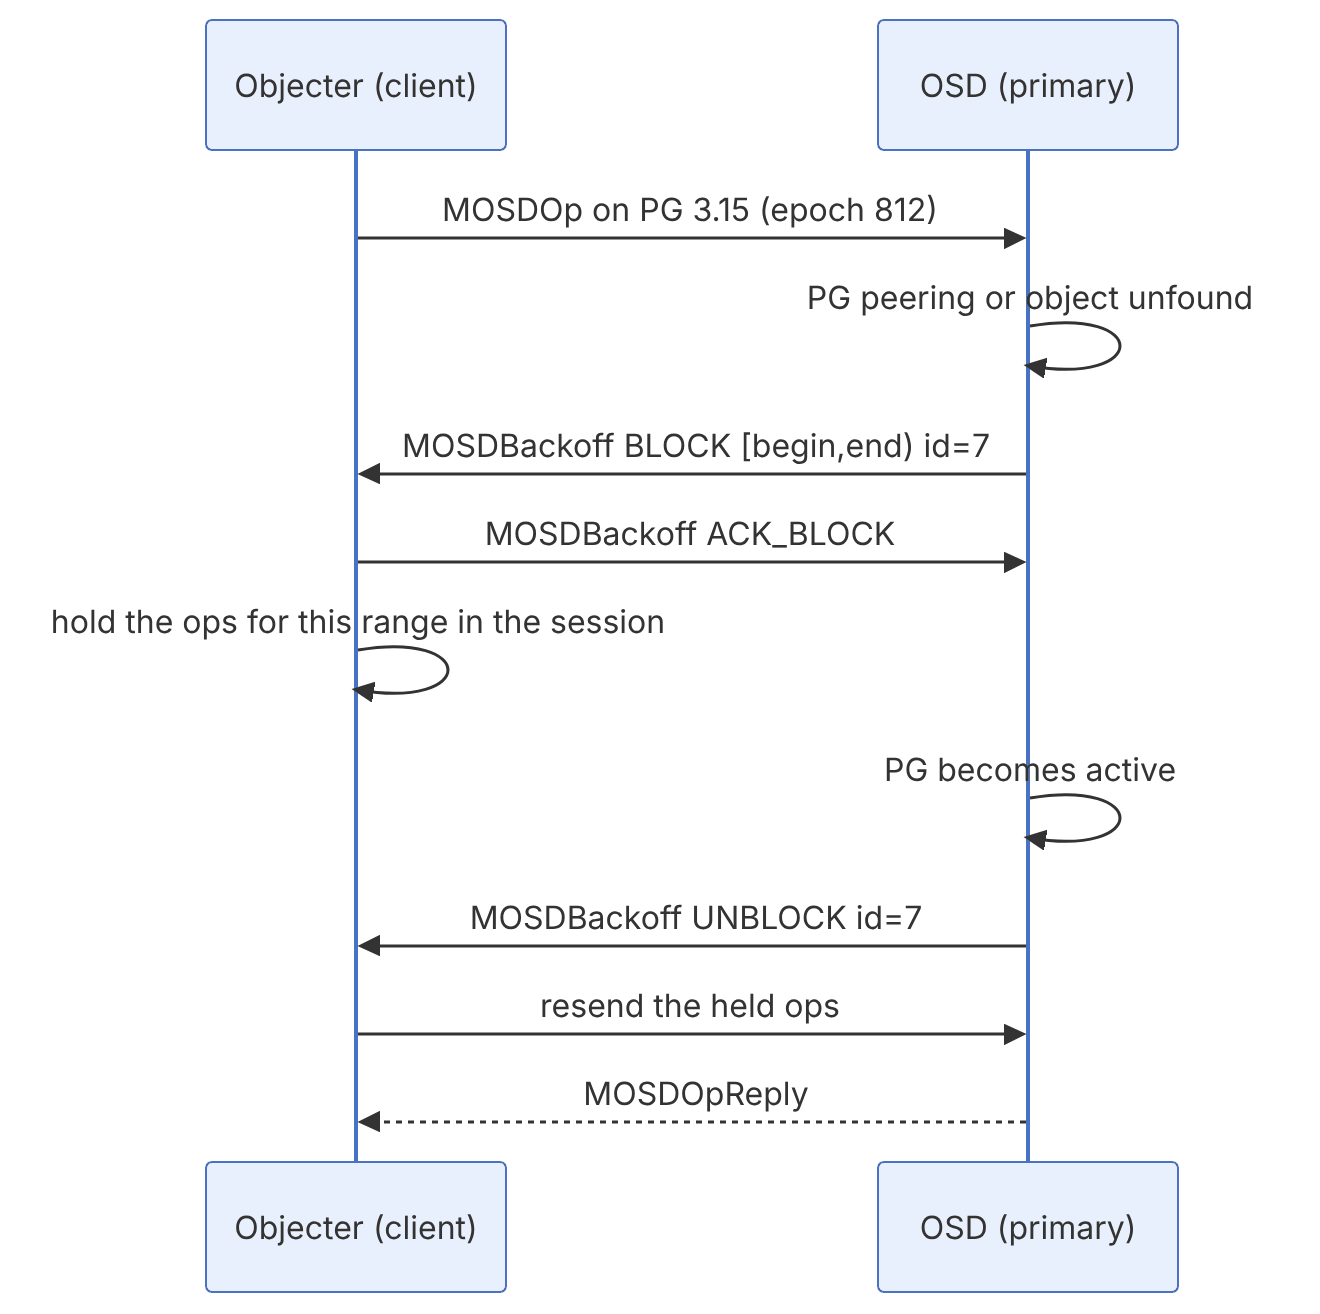 Objecter (client)
OSD (primary)
MOSDOp on PG 3.15 (epoch 812)
PG peering or object unfound
MOSDBackoff BLOCK [begin,end) id=7
MOSDBackoff ACK_BLOCK
hold the ops for this range in the session
PG becomes active
MOSDBackoff UNBLOCK id=7
resend the held ops
MOSDOpReply
Objecter (client)
OSD (primary)